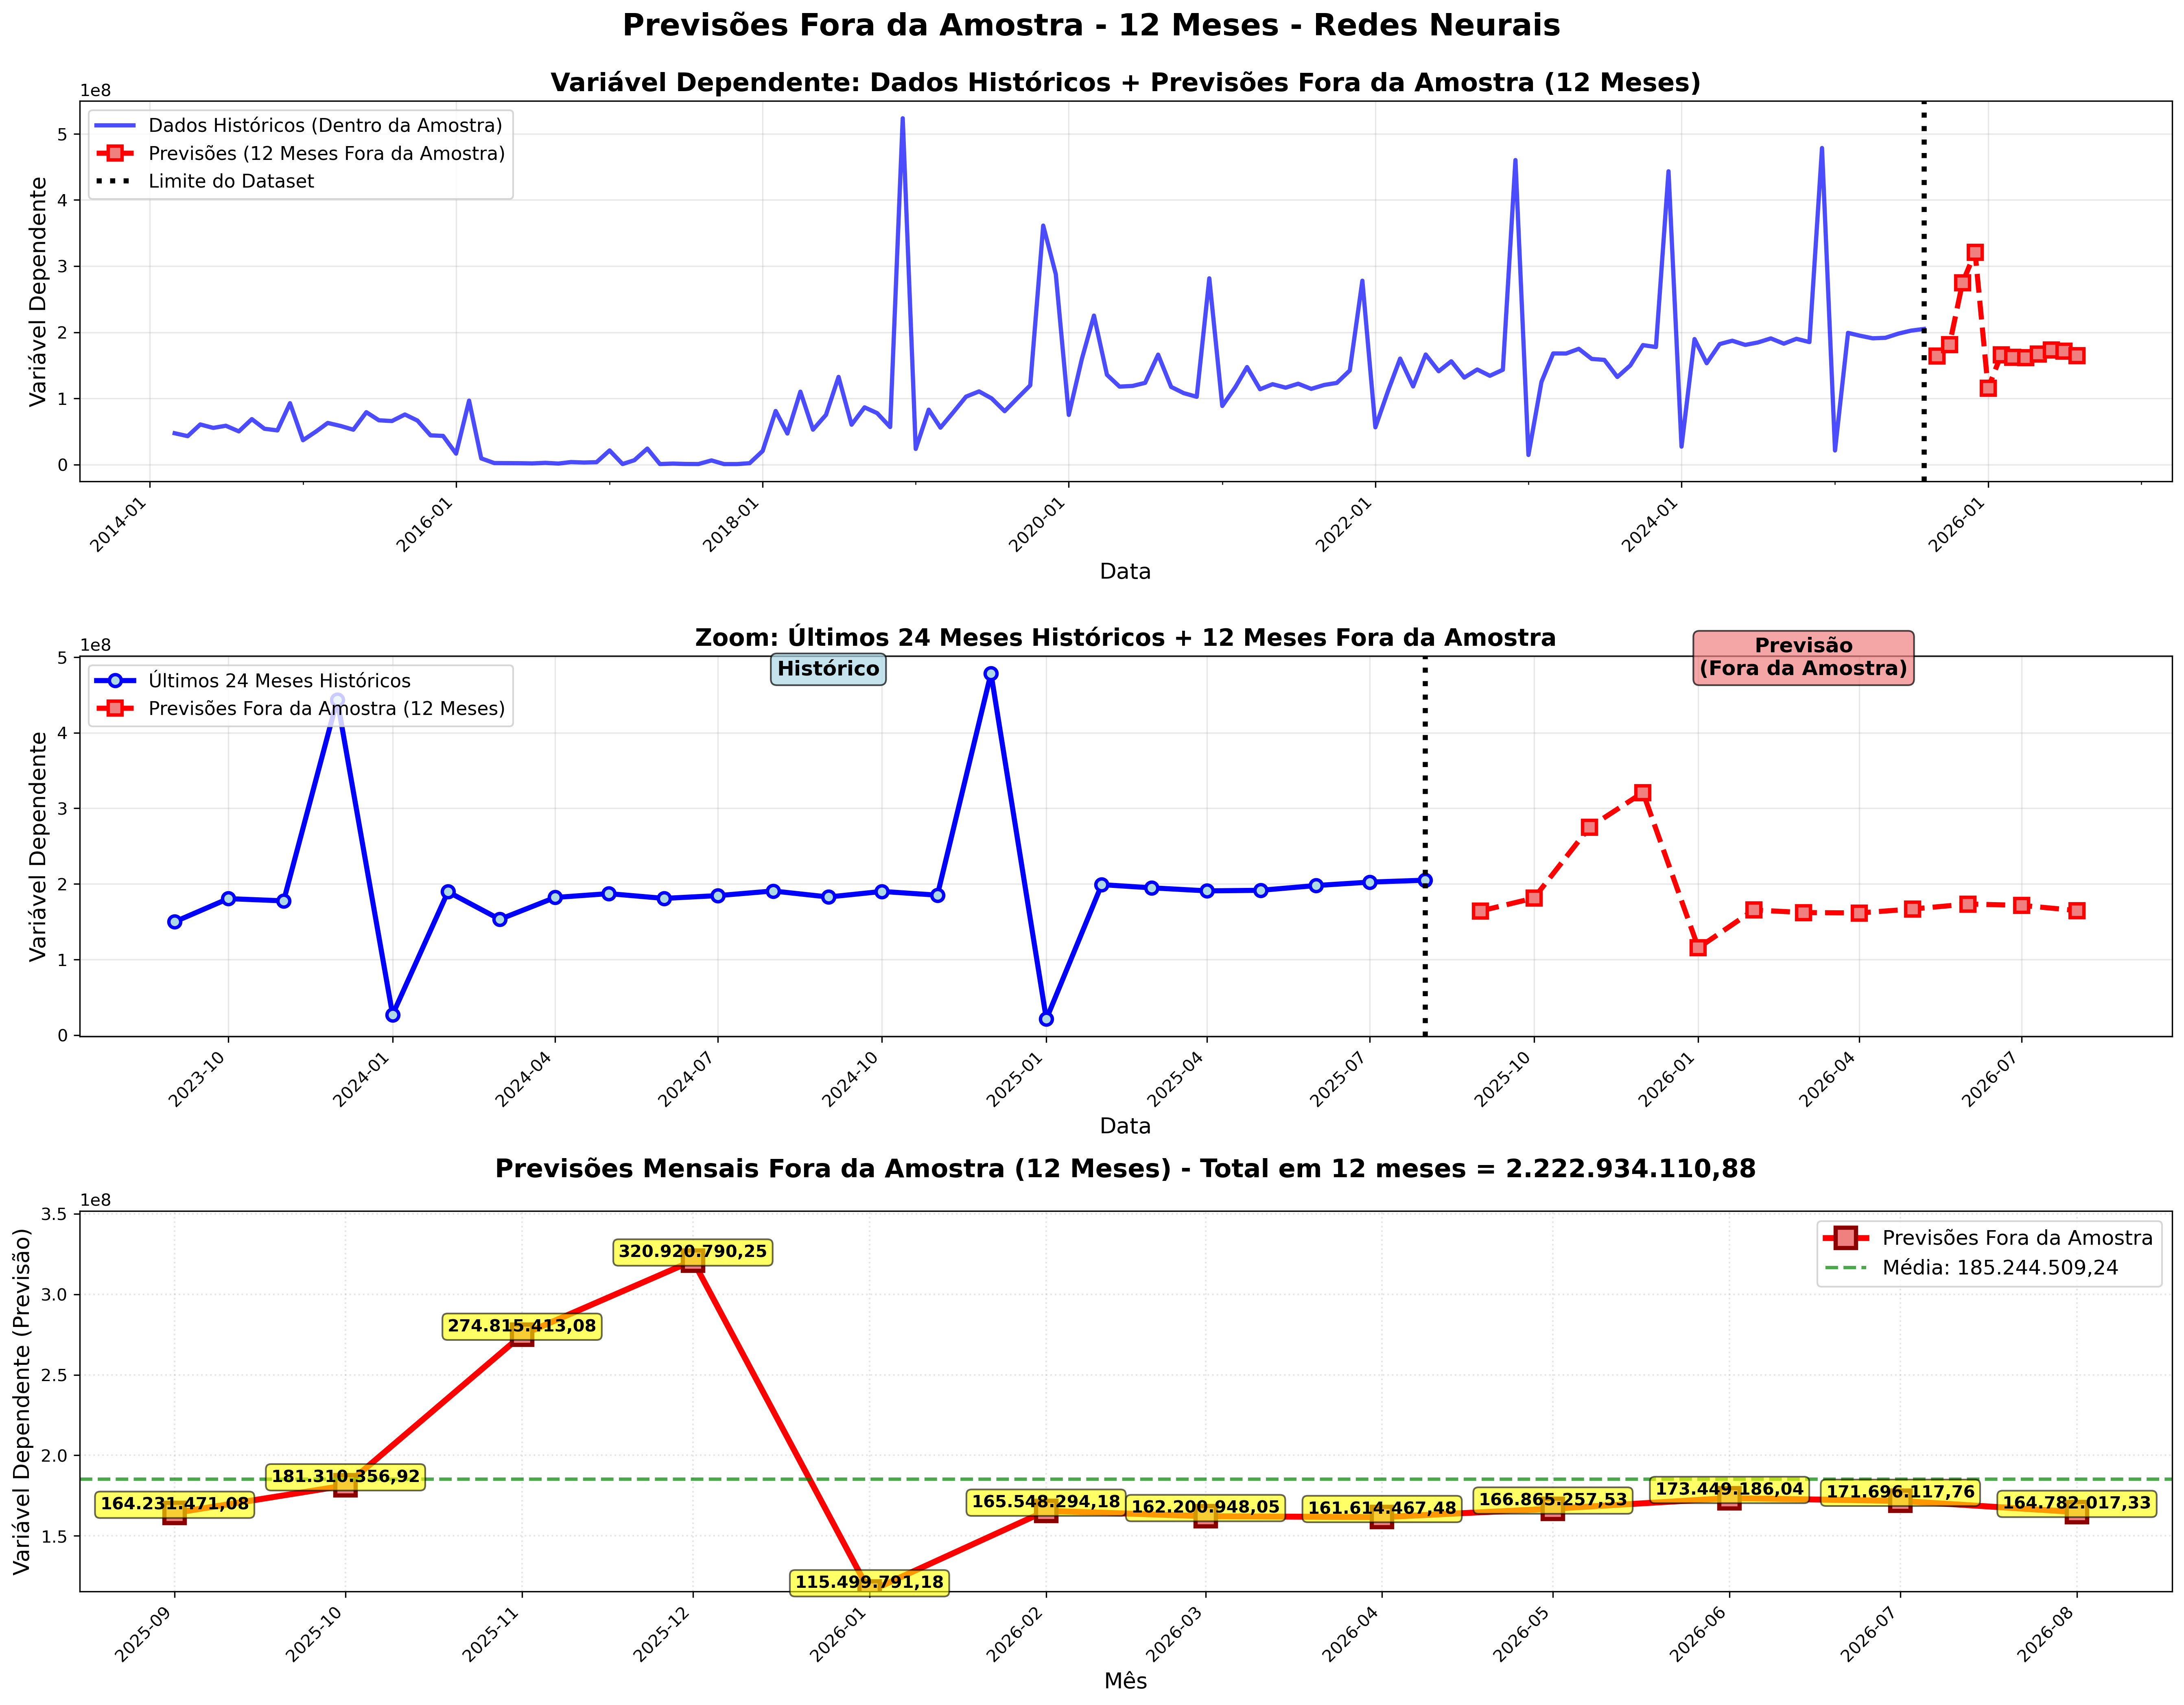 Previsões Fora da Amostra - 12 Meses - Redes Neurais
Variável Dependente: Dados Históricos + Previsões Fora da Amostra (12 Meses)
1e8
Dados Históricos (Dentro da Amostra)
Previsões (12 Meses Fora da Amostra)
Limite do Dataset
Variável Dependente
5
4
3
2
1
0
2014-01
2016-01
2018-01
2020-01
2022-01
2024-01
2026-01
Data
Zoom: Últimos 24 Meses Históricos + 12 Meses Fora da Amostra
1e8
Últimos 24 Meses Históricos
Previsões Fora da Amostra (12 Meses)
Histórico
Previsão
(Fora da Amostra)
Variável Dependente
5
4
3
2
1
0
2023-10
2024-01
2024-04
2024-07
2024-10
2025-01
2025-04
2025-07
2025-10
2026-01
2026-04
2026-07
Data
Previsões Mensais Fora da Amostra (12 Meses) - Total em 12 meses = 2.222.934.110,88
1e8
Previsões Fora da Amostra
Média: 185.244.509,24
Variável Dependente (Previsão)
3.5
3.0
2.5
2.0
1.5
164.231.471,08
181.310.356,92
274.815.413,08
320.920.790,25
115.499.791,18
165.548.294,18
162.200.948,05
161.614.467,48
166.865.257,53
173.449.186,04
171.696.117,76
164.782.017,33
2025-09
2025-10
2025-11
2025-12
2026-01
2026-02
2026-03
2026-04
2026-05
2026-06
2026-07
2026-08
Mês